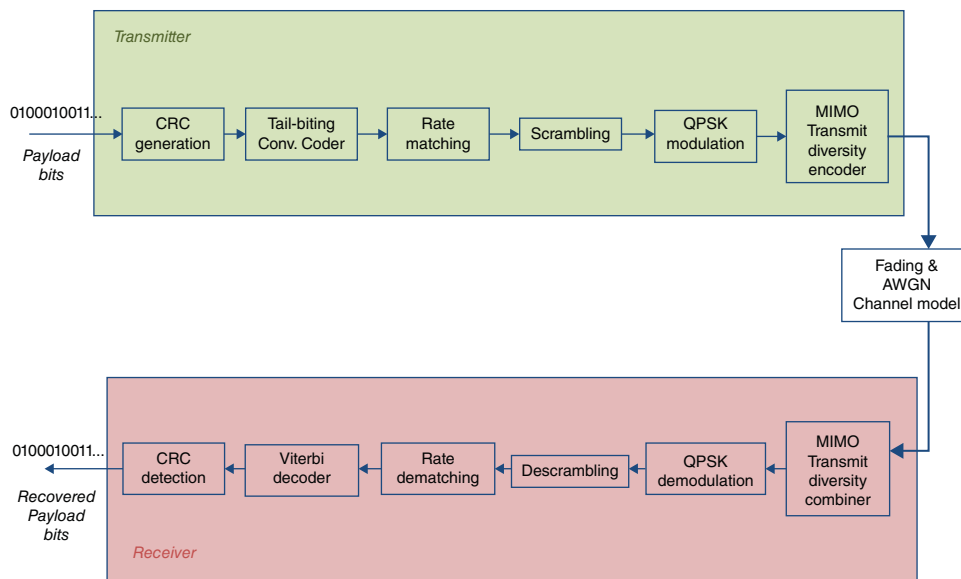 Transmitter
0100010011...
Payload
bits
CRC
generation
Tail-biting
Conv. Coder
Rate
matching
Scrambling
QPSK
modulation
MIMO
Transmit
diversity
encoder
Fading &
AWGN
Channel model
0100010011...
Recovered
Payload
bits
CRC
detection
Viterbi
decoder
Rate
dematching
Descrambling
QPSK
demodulation
MIMO
Transmit
diversity
combiner
Receiver